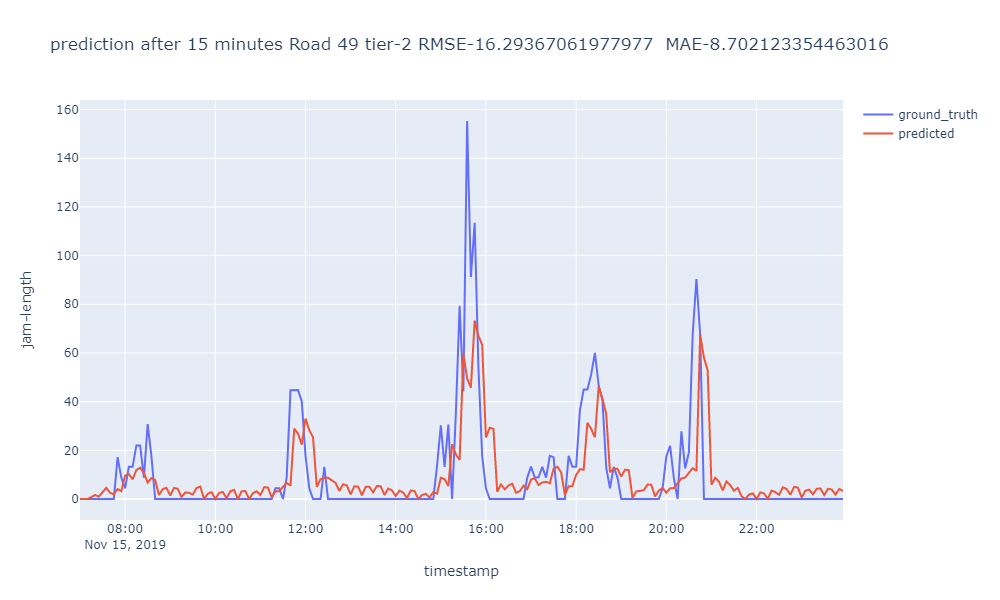 prediction after 15 minutes Road 49 tier-2 RMSE-16.29367061977977  MAE-8.702123354463016
ground_truth
predicted
160
140
120
100
80
60
40
20
0
jam-length
08:00 10:00 12:00 14:00 16:00 18:00 20:00 22:00
Nov 15, 2019
timestamp